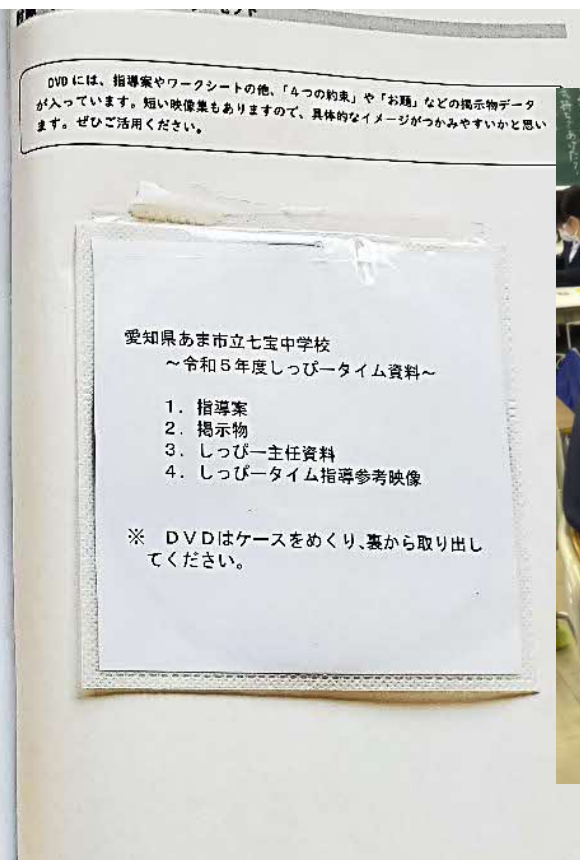 DVDには、指導案やワークシートの他、「4つの約束」や「お題」などの掲示物データ
が入っています。短い映像集もありますので、具体的なイメージがつかみやすいかと思い
ます。ぜひご活用ください。
愛知県あま市立七宝中学校
～令和5年度しっぴータイム資料～
1. 指導案
2. 掲示物
3. しっぴー主任資料
4. しっぴータイム指導参考映像
※ DVDはケースをめくり、裏から取り出し
てください。